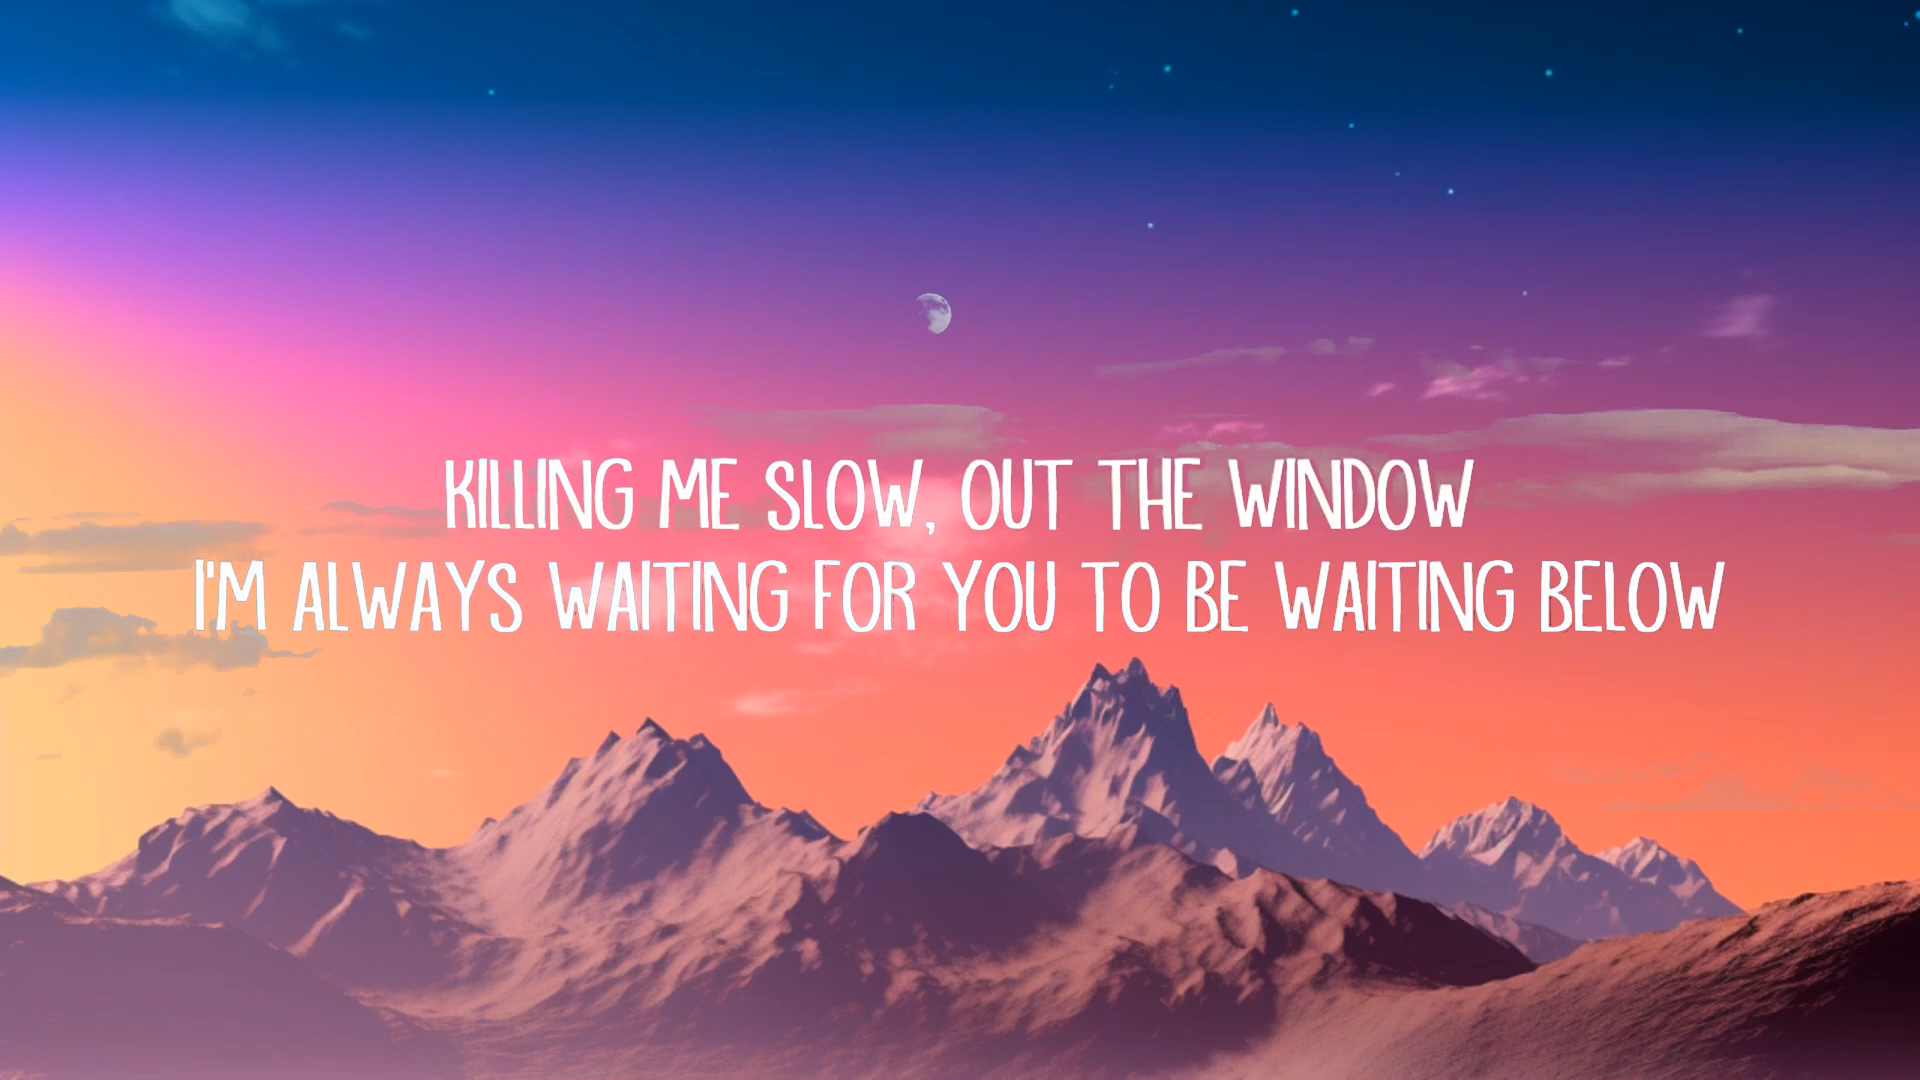 KILLING ME SLOW, OUT THE WINDOW
I'M ALWAYS WAITING FOR YOU TO BE WAITING BELOW